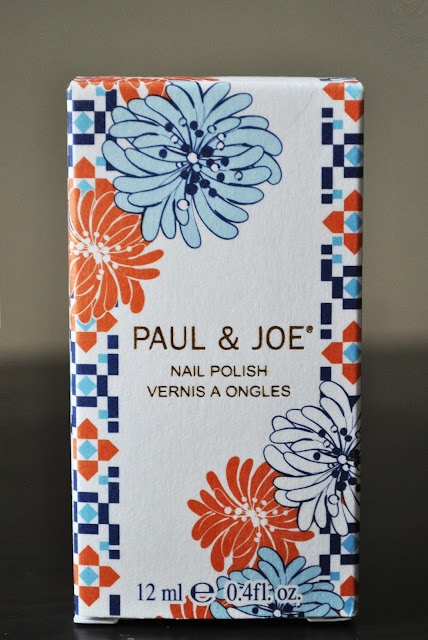 PAUL & JOE®
NAIL POLISH
VERNIS A ONGLES
12 ml ℮ 0.4fl. oz.